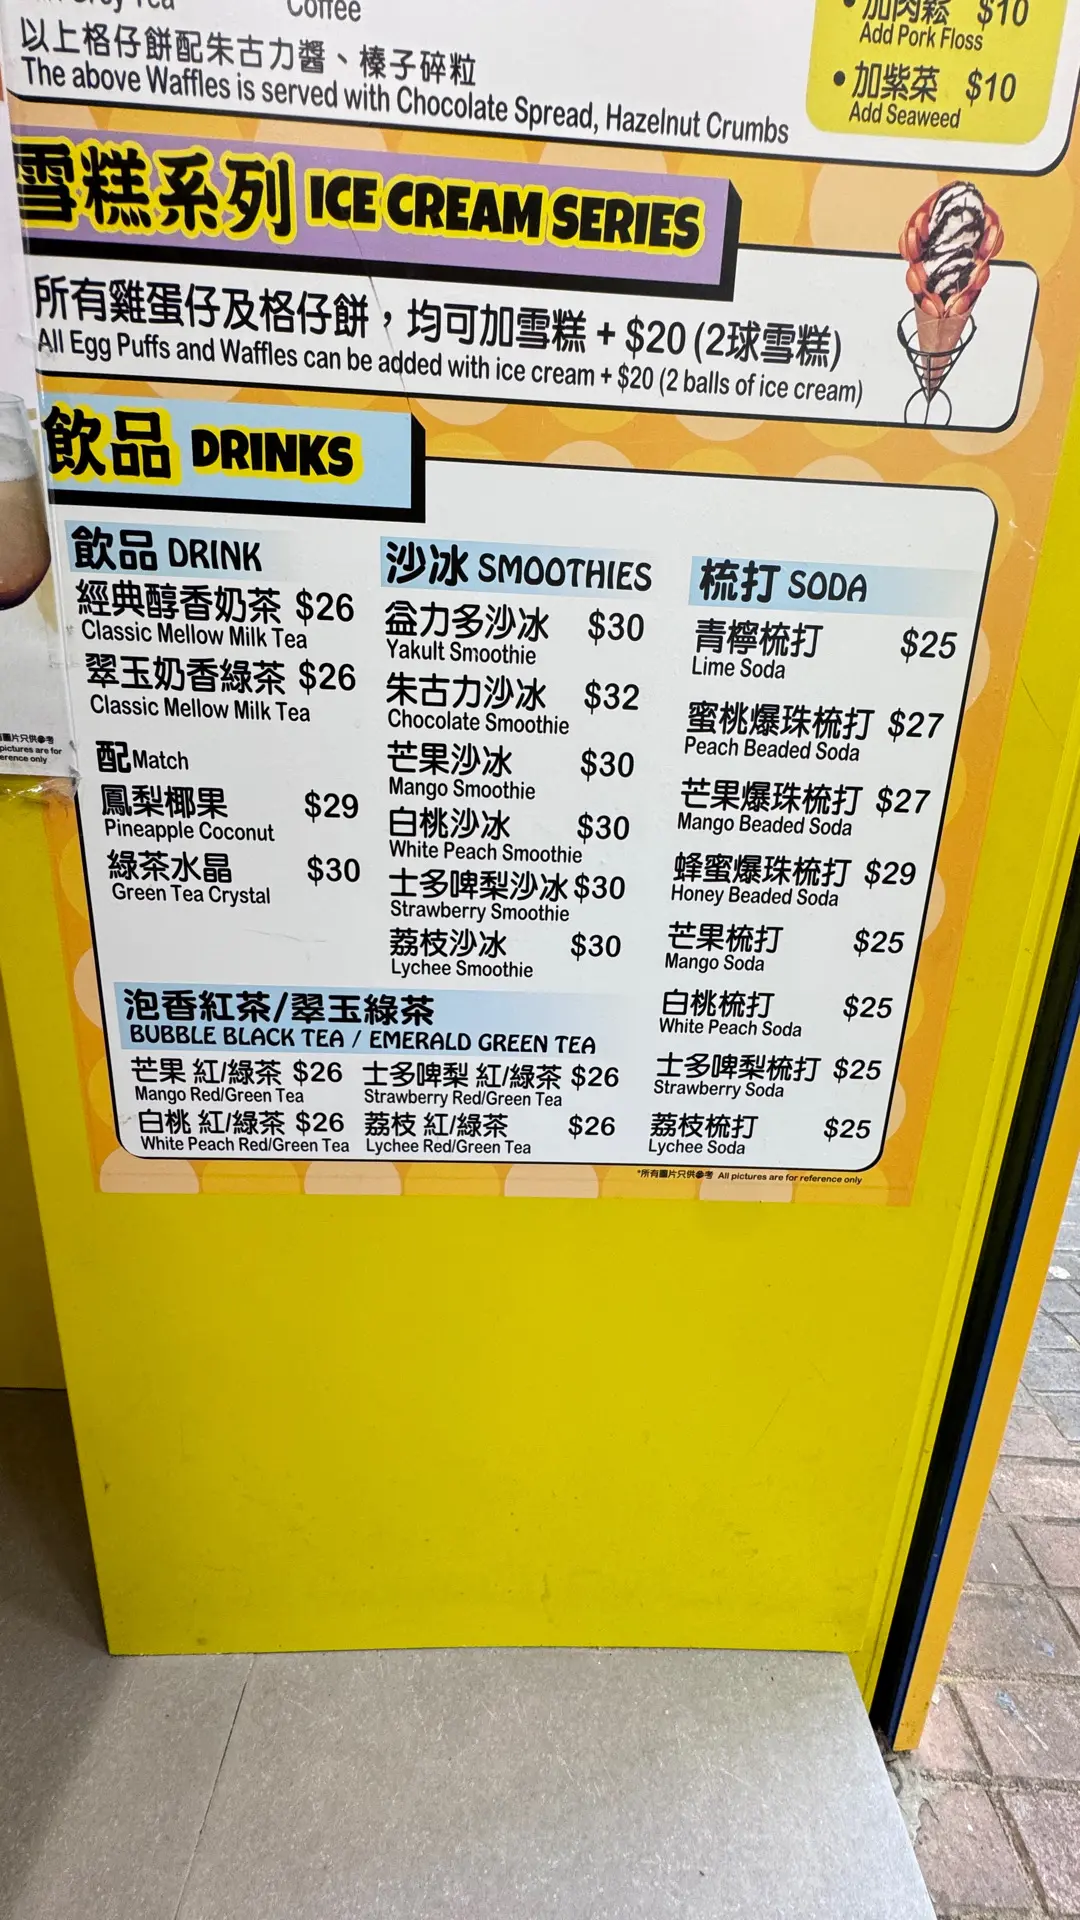 Coffee
以上格仔餅配朱古力醬、榛子碎粒
The above Waffles is served with Chocolate Spread, Hazelnut Crumbs
• 加肉鬆 $10
Add Pork Floss
• 加紫菜 $10
Add Seaweed
雪糕系列 ICE CREAM SERIES
所有雞蛋仔及格仔餅，均可加雪糕 + $20 (2球雪糕)
All Egg Puffs and Waffles can be added with ice cream + $20 (2 balls of ice cream)
飲品 DRINKS
飲品 DRINK
經典醇香奶茶 $26
Classic Mellow Milk Tea
翠玉奶香綠茶 $26
Classic Mellow Milk Tea
配 Match
鳳梨椰果 $29
Pineapple Coconut
綠茶水晶 $30
Green Tea Crystal
沙冰 SMOOTHIES
益力多沙冰 $30
Yakult Smoothie
朱古力沙冰 $32
Chocolate Smoothie
芒果沙冰 $30
Mango Smoothie
白桃沙冰 $30
White Peach Smoothie
士多啤梨沙冰 $30
Strawberry Smoothie
荔枝沙冰 $30
Lychee Smoothie
梳打 SODA
青檸梳打 $25
Lime Soda
蜜桃爆珠梳打 $27
Peach Beaded Soda
芒果爆珠梳打 $27
Mango Beaded Soda
蜂蜜爆珠梳打 $29
Honey Beaded Soda
芒果梳打 $25
Mango Soda
白桃梳打 $25
White Peach Soda
士多啤梨梳打 $25
Strawberry Soda
荔枝梳打 $25
Lychee Soda
泡香紅茶/翠玉綠茶
BUBBLE BLACK TEA / EMERALD GREEN TEA
芒果 紅/綠茶 $26 士多啤梨 紅/綠茶 $26
Mango Red/Green Tea Strawberry Red/Green Tea
白桃 紅/綠茶 $26 荔枝 紅/綠茶 $26
White Peach Red/Green Tea Lychee Red/Green Tea
*所有圖片只供參考 All pictures are for reference only
圖片只供參考
pictures are for
only